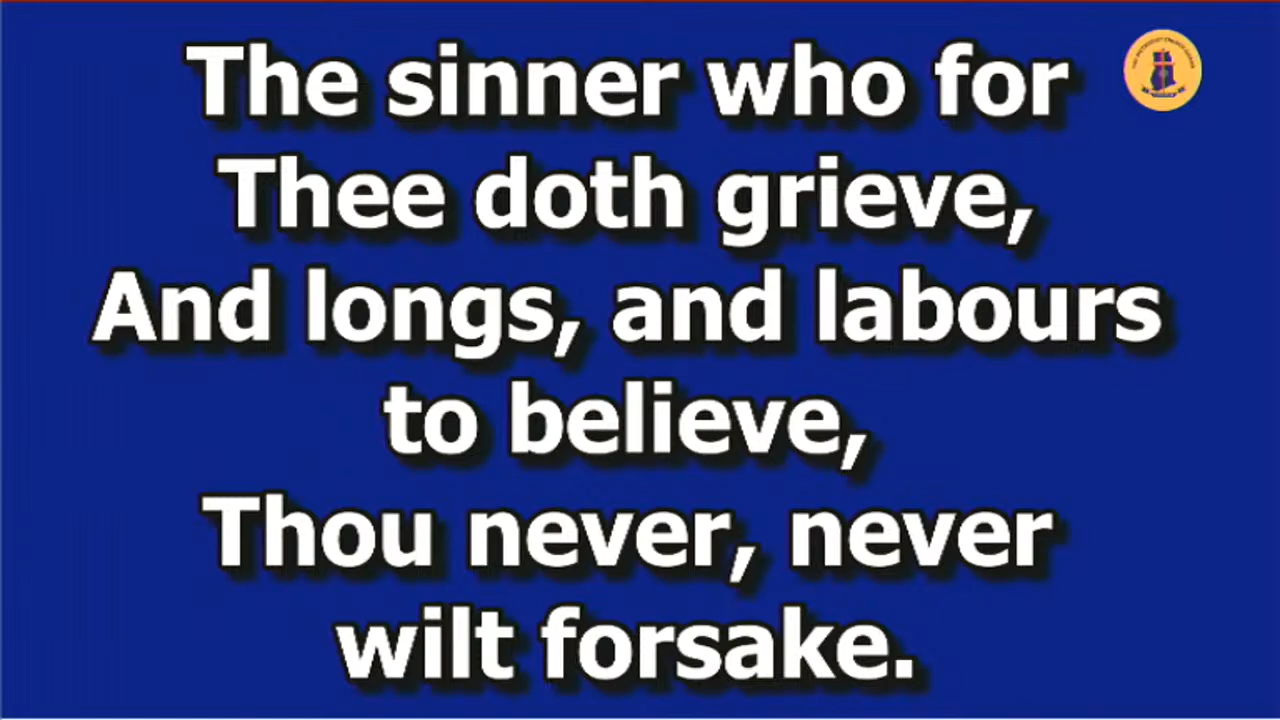 The sinner who for
Thee doth grieve,
And longs, and labours
to believe,
Thou never, never
wilt forsake.